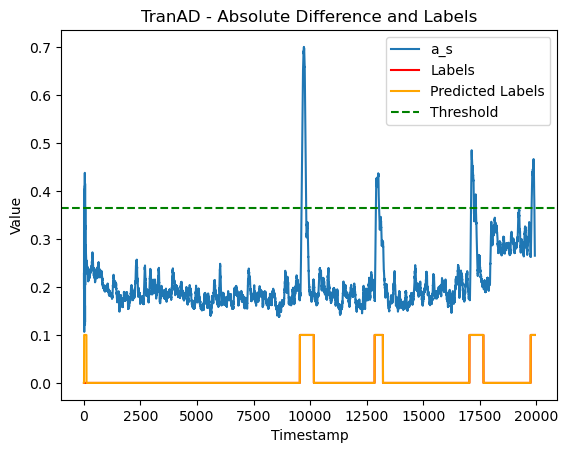 TranAD - Absolute Difference and Labels
a_s
Labels
Predicted Labels
Threshold
Value
0.7
0.6
0.5
0.4
0.3
0.2
0.1
0.0
0 2500 5000 7500 10000 12500 15000 17500 20000
Timestamp